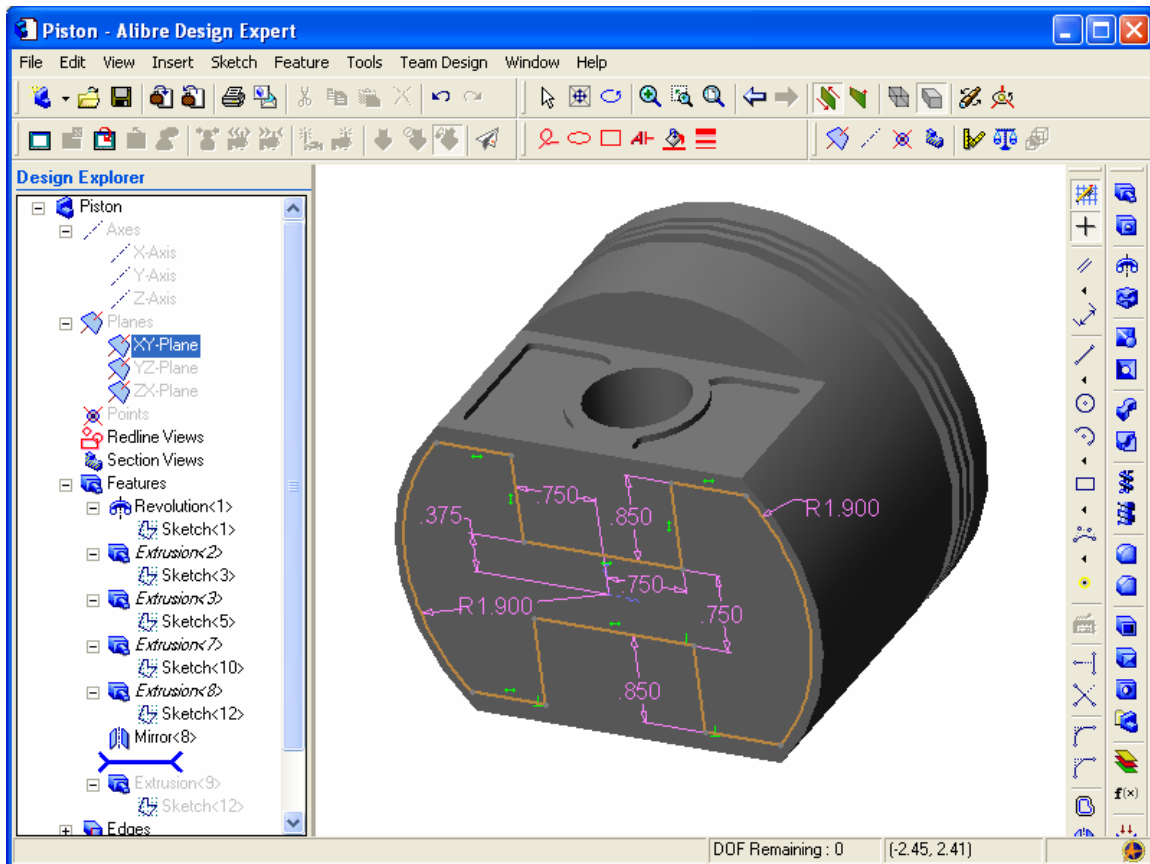 Piston - Alibre Design Expert
File Edit View Insert Sketch Feature Tools Team Design Window Help
Design Explorer
Piston
Axes
X-Axis
Y-Axis
Z-Axis
Planes
XY-Plane
YZ-Plane
ZX-Plane
Points
Redline Views
Section Views
Features
Revolution<1>
Sketch<1>
Extrusion<2>
Sketch<3>
Extrusion<3>
Sketch<5>
Extrusion<7>
Sketch<10>
Extrusion<8>
Sketch<12>
Mirror<8>
Extrusion<9>
Sketch<12>
Edges
.750
.850
R1.900
.375
.750
R1.900
.750
.850
f(x)
DOF Remaining : 0 (-2.45, 2.41)